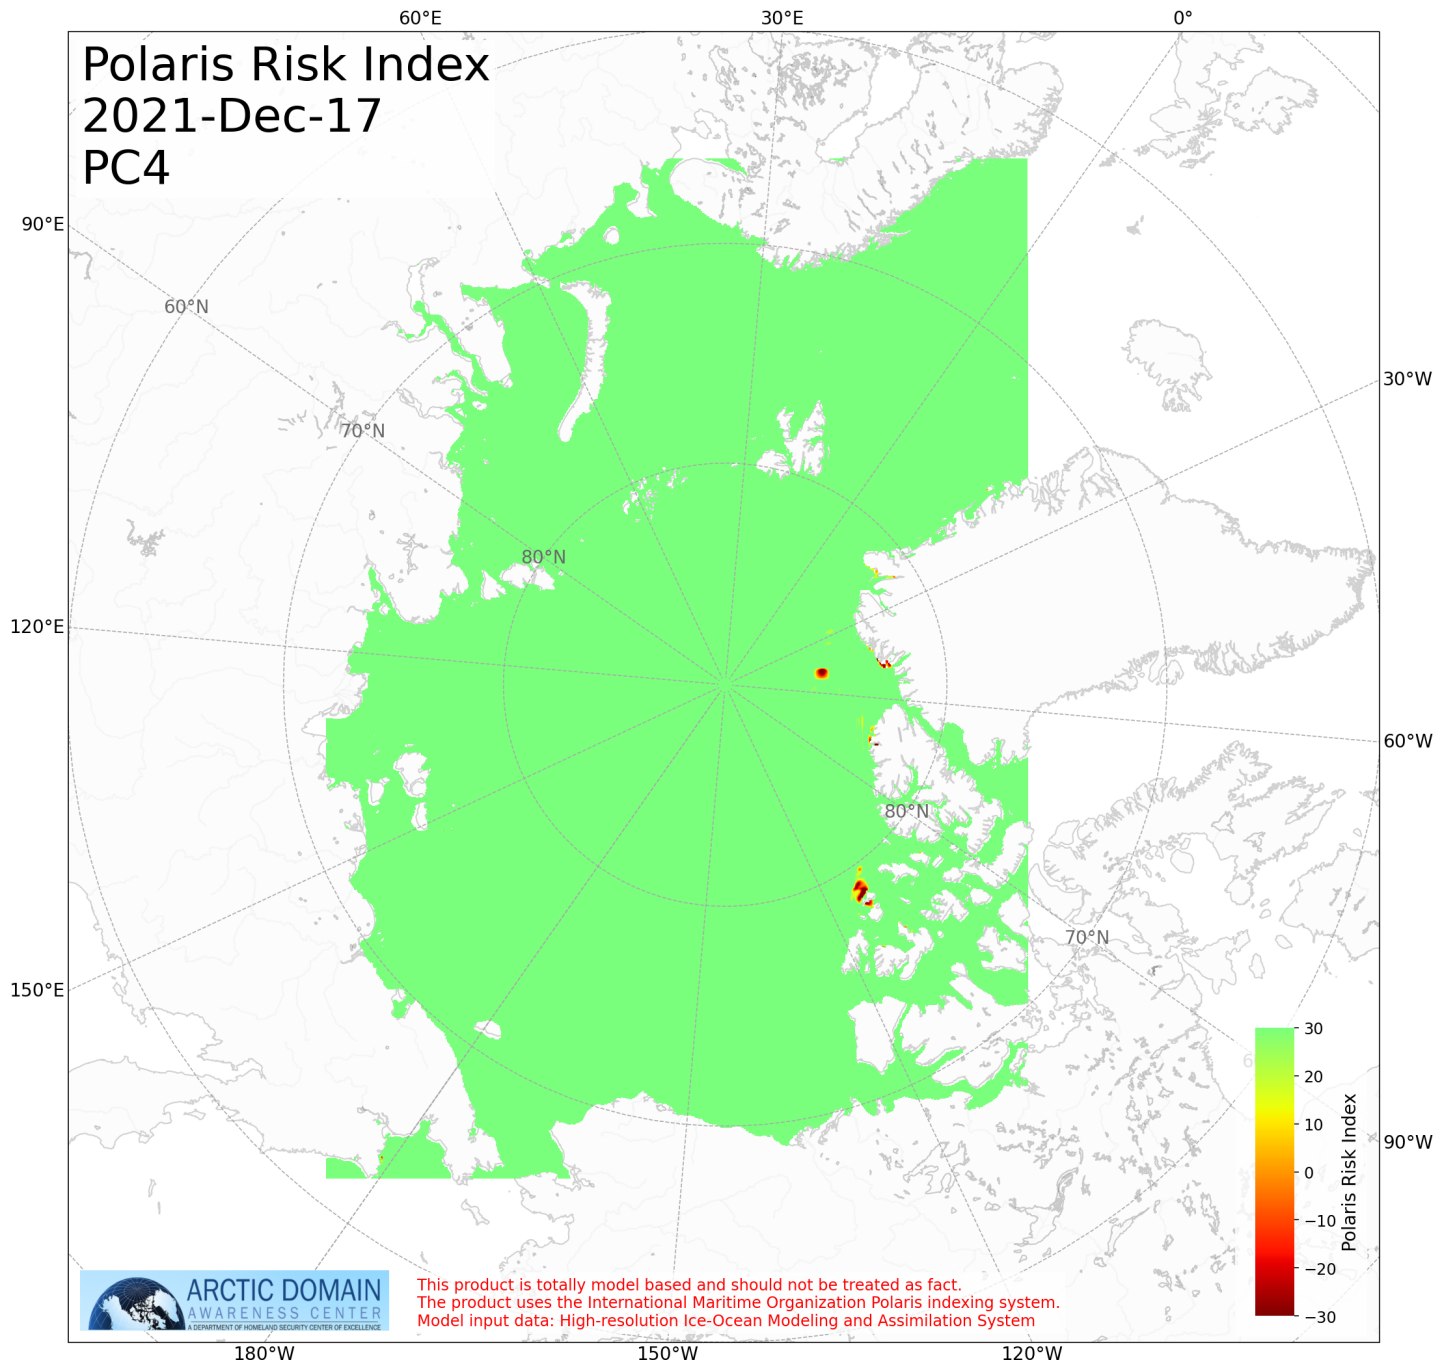 60°E 30°E 0°
Polaris Risk Index
2021-Dec-17
PC4
90°E
60°N
30°W
70°N
80°N
120°E
60°W
80°N
70°N
150°E
30
20
10
0
−10
−20
−30
Polaris Risk Index
90°W
ARCTIC DOMAIN
AWARENESS CENTER
A DEPARTMENT OF HOMELAND SECURITY CENTER OF EXCELLENCE
This product is totally model based and should not be treated as fact.
The product uses the International Maritime Organization Polaris indexing system.
Model input data: High-resolution Ice-Ocean Modeling and Assimilation System
180°W 150°W 120°W